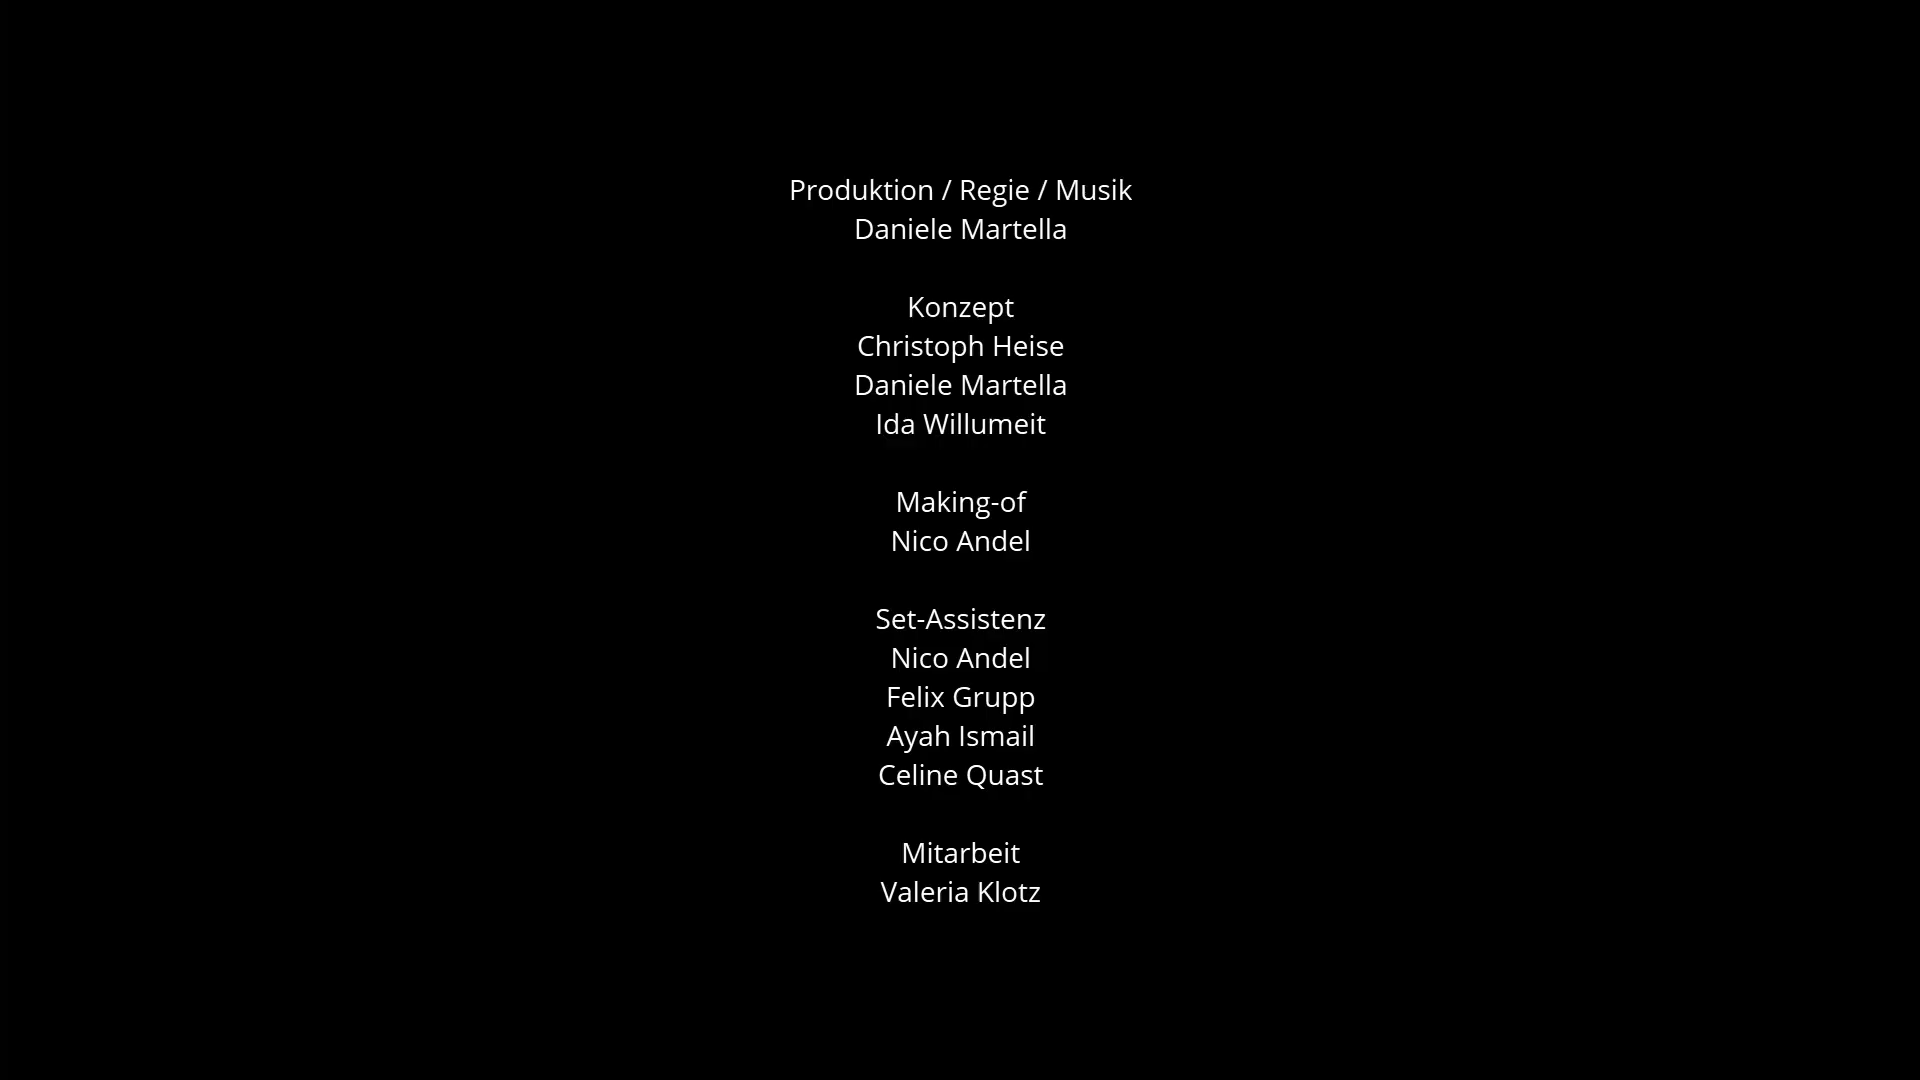 Produktion / Regie / Musik
Daniele Martella
Konzept
Christoph Heise
Daniele Martella
Ida Willumeit
Making-of
Nico Andel
Set-Assistenz
Nico Andel
Felix Grupp
Ayah Ismail
Celine Quast
Mitarbeit
Valeria Klotz